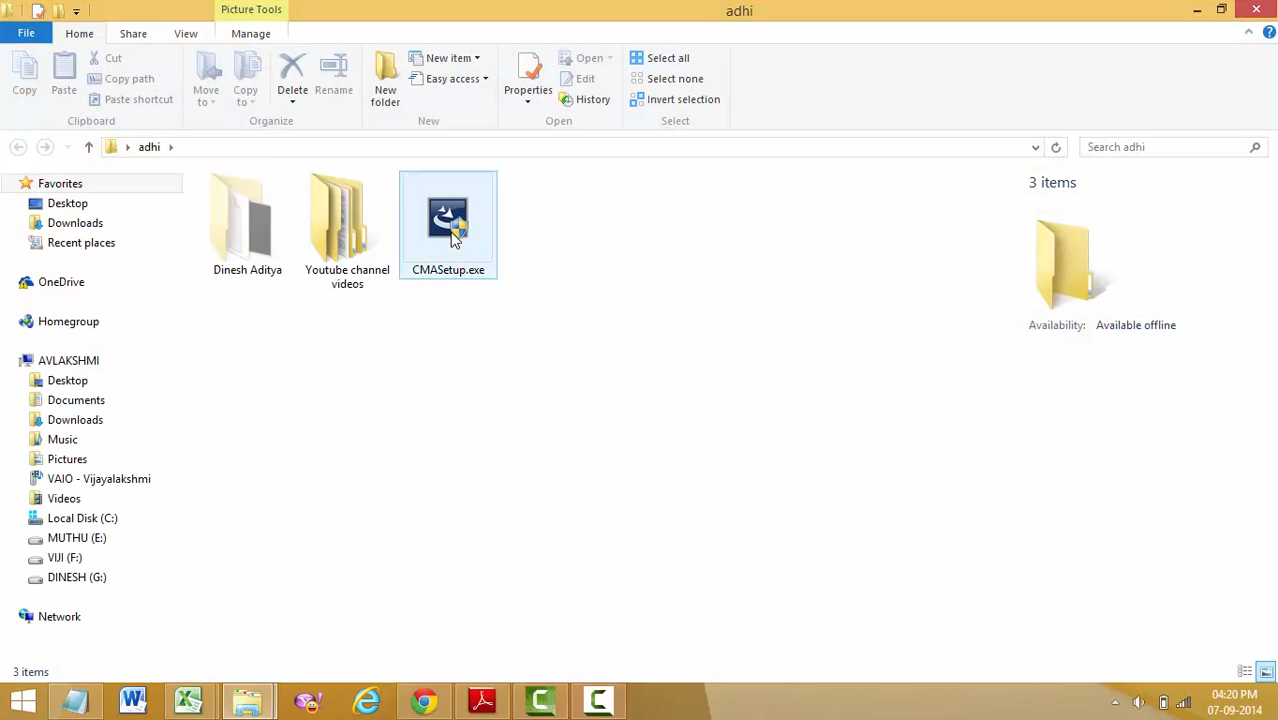 Picture Tools
adhi
File
Home
Share
View
Manage
Copy
Paste
Cut
Copy path
Paste shortcut
Clipboard
Move to
Copy to
Delete
Rename
Organize
New folder
New item
Easy access
New
Properties
Open
Edit
History
Open
Select all
Select none
Invert selection
Select
adhi
Search adhi
Favorites
Desktop
Downloads
Recent places
OneDrive
Homegroup
AVLAKSHMI
Desktop
Documents
Downloads
Music
Pictures
VAIO - Vijayalakshmi
Videos
Local Disk (C:)
MUTHU (E:)
VIJI (F:)
DINESH (G:)
Network
Dinesh Aditya
Youtube channel
videos
CMASetup.exe
3 items
Availability: Available offline
3 items
04:20 PM
07-09-2014